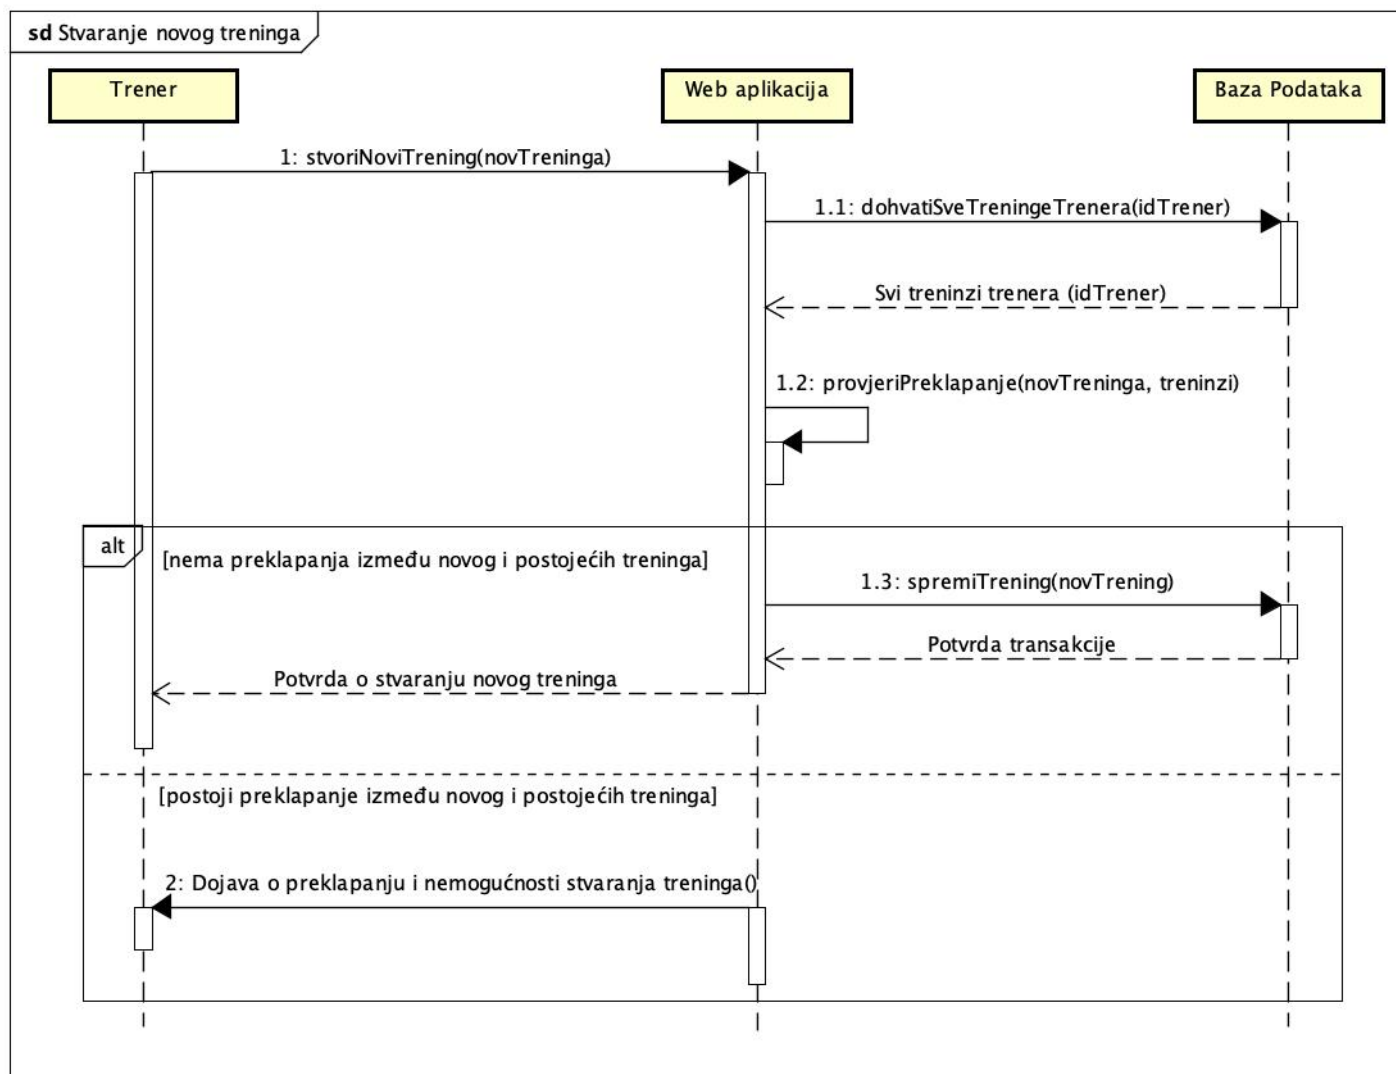 sd Stvaranje novog treninga
Trener
Web aplikacija
Baza Podataka
1: stvoriNoviTrening(novTreninga)
1.1: dohvatiSveTreningeTrenera(idTrener)
Svi treninzi trenera (idTrener)
1.2: provjeriPreklapanje(novTreninga, treninzi)
alt
[nema preklapanja između novog i postojećih treninga]
1.3: spremiTrening(novTrening)
Potvrda transakcije
Potvrda o stvaranju novog treninga
[postoji preklapanje između novog i postojećih treninga]
2: Dojava o preklapanju i nemogućnosti stvaranja treninga()